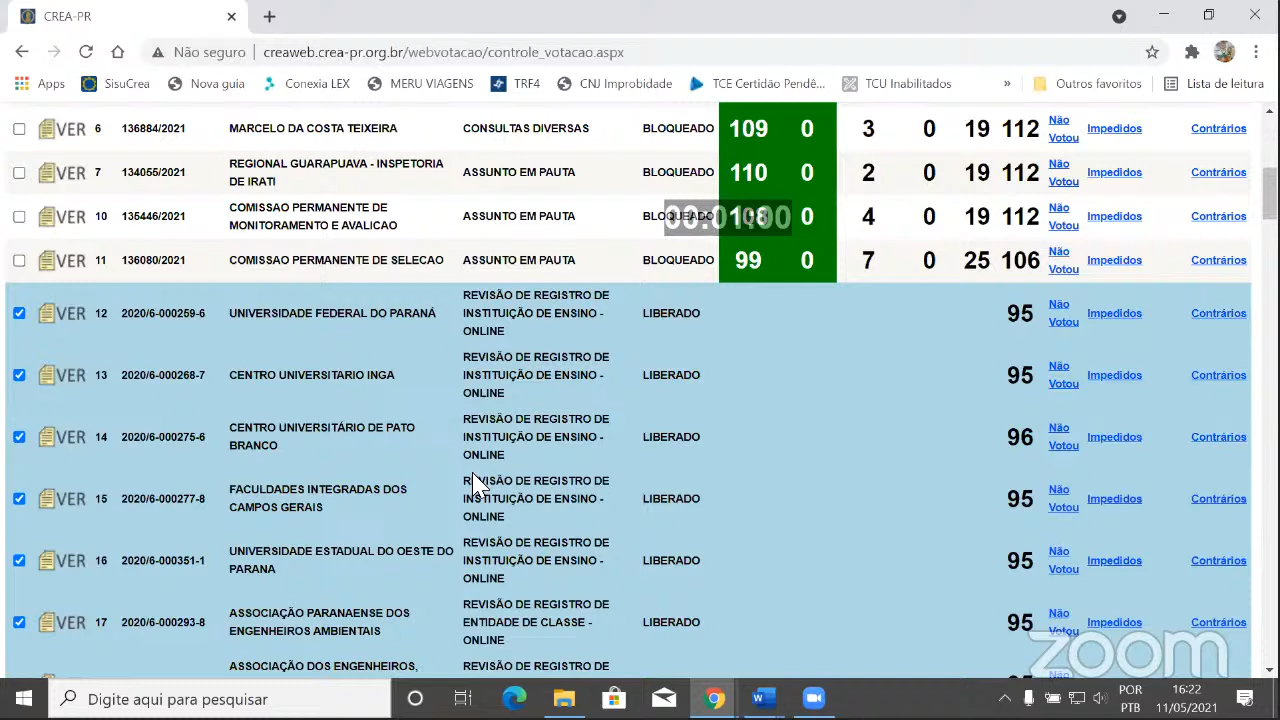 CREA-PR
Não seguro | creaweb.crea-pr.org.br/webvotacao/controle_votacao.aspx
Apps SisuCrea Nova guia Conexia LEX MERU VIAGENS TRF4 CNJ Improbidade TCE Certidão Pendê... TCU Inabilitados » Outros favoritos Lista de leitura
VER 6 136884/2021 MARCELO DA COSTA TEIXEIRA CONSULTAS DIVERSAS BLOQUEADO 109 0 3 0 19 112 Não Votou Impedidos Contrários
VER 7 134055/2021 REGIONAL GUARAPUAVA - INSPETORIA DE IRATI ASSUNTO EM PAUTA BLOQUEADO 110 0 2 0 19 112 Não Votou Impedidos Contrários
VER 10 135446/2021 COMISSAO PERMANENTE DE MONITORAMENTO E AVALICAO ASSUNTO EM PAUTA BLOQUEADO 0 4 0 19 112 Não Votou Impedidos Contrários
00:01:00
VER 11 136080/2021 COMISSAO PERMANENTE DE SELECAO ASSUNTO EM PAUTA BLOQUEADO 99 0 7 0 25 106 Não Votou Impedidos Contrários
VER 12 2020/6-000259-6 UNIVERSIDADE FEDERAL DO PARANÁ REVISÃO DE REGISTRO DE INSTITUIÇÃO DE ENSINO - ONLINE LIBERADO 95 Não Votou Impedidos Contrários
VER 13 2020/6-000268-7 CENTRO UNIVERSITARIO INGA REVISÃO DE REGISTRO DE INSTITUIÇÃO DE ENSINO - ONLINE LIBERADO 95 Não Votou Impedidos Contrários
VER 14 2020/6-000275-6 CENTRO UNIVERSITÁRIO DE PATO BRANCO REVISÃO DE REGISTRO DE INSTITUIÇÃO DE ENSINO - ONLINE LIBERADO 96 Não Votou Impedidos Contrários
VER 15 2020/6-000277-8 FACULDADES INTEGRADAS DOS CAMPOS GERAIS REVISÃO DE REGISTRO DE INSTITUIÇÃO DE ENSINO - ONLINE LIBERADO 95 Não Votou Impedidos Contrários
VER 16 2020/6-000351-1 UNIVERSIDADE ESTADUAL DO OESTE DO PARANA REVISÃO DE REGISTRO DE INSTITUIÇÃO DE ENSINO - ONLINE LIBERADO 95 Não Votou Impedidos Contrários
VER 17 2020/6-000293-8 ASSOCIAÇÃO PARANAENSE DOS ENGENHEIROS AMBIENTAIS REVISÃO DE REGISTRO DE ENTIDADE DE CLASSE - ONLINE LIBERADO 95 Não Votou Impedidos Contrários
ASSOCIAÇÃO DOS ENGENHEIROS, REVISÃO DE REGISTRO DE
zoom
Digite aqui para pesquisar
POR 16:22
PTB 11/05/2021